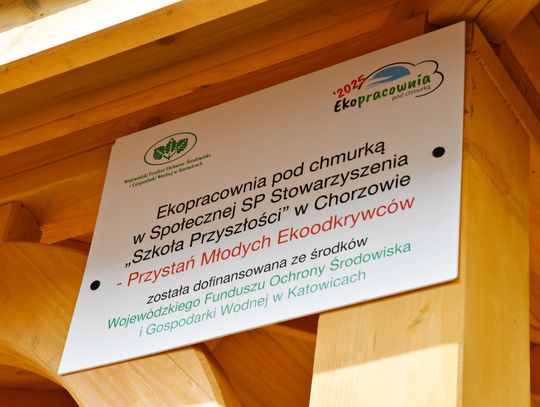 '2025
Ekopracownia
pod chmurką
Wojewódzki Fundusz Ochrony Środowiska
i Gospodarki Wodnej w Katowicach
Ekopracownia pod chmurką
w Społecznej SP Stowarzyszenia
„Szkoła Przyszłości” w Chorzowie
- Przystań Młodych Ekoodkrywców
została dofinansowana ze środków
Wojewódzkiego Funduszu Ochrony Środowiska
i Gospodarki Wodnej w Katowicach